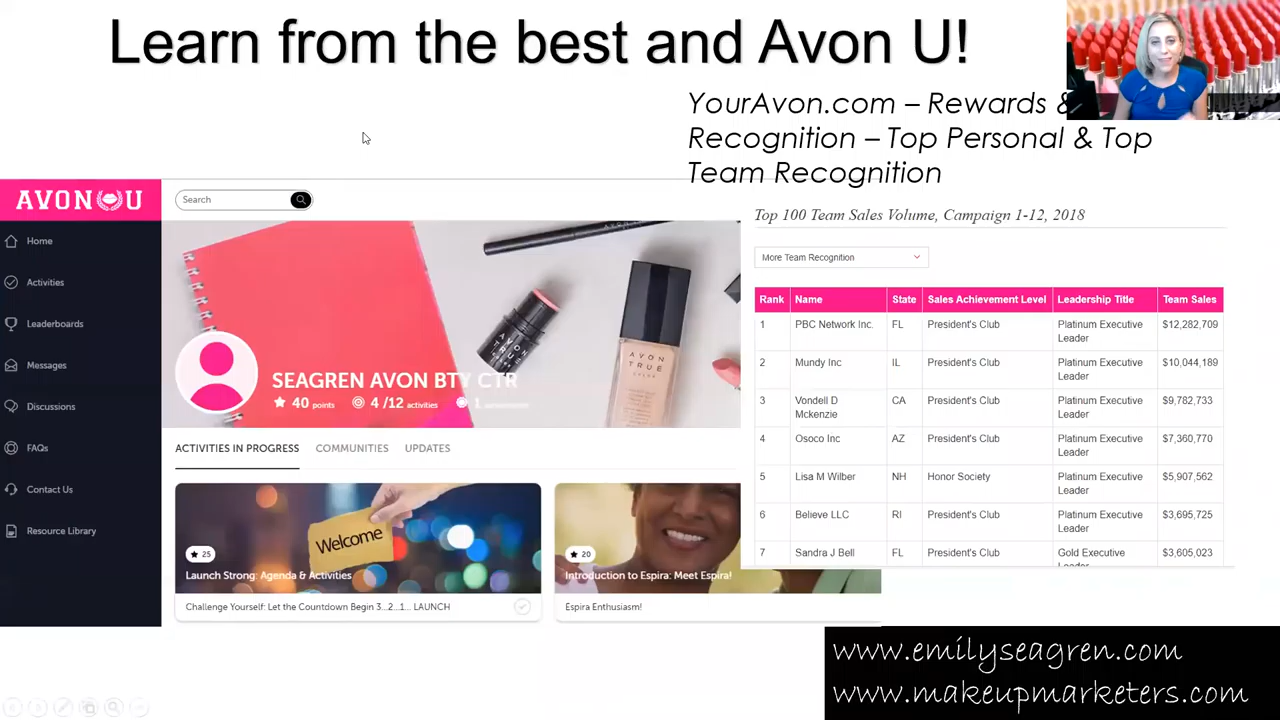 Learn from the best and Avon U!
YourAvon.com – Rewards &
Recognition – Top Personal & Top
Team Recognition
AVON U
Search
Home
Activities
Leaderboards
Messages
Discussions
FAQs
Contact Us
Resource Library
AVON
TRUE
COLOR
AVON
TRUE
SEAGREN AVON BTY CTR
40 points 4 /12 activities 1
ACTIVITIES IN PROGRESS COMMUNITIES UPDATES
Welcome
25
Launch Strong: Agenda & Activities
Challenge Yourself: Let the Countdown Begin 3...2...1... LAUNCH
20
Introduction to Espira: Meet Espira!
Espira Enthusiasm!
Top 100 Team Sales Volume, Campaign 1-12, 2018
More Team Recognition
Rank Name State Sales Achievement Level Leadership Title Team Sales
1 PBC Network Inc. FL President's Club Platinum Executive Leader $12,282,709
2 Mundy Inc IL President's Club Platinum Executive Leader $10,044,189
3 Vondell D Mckenzie CA President's Club Platinum Executive Leader $9,782,733
4 Osoco Inc AZ President's Club Platinum Executive Leader $7,360,770
5 Lisa M Wilber NH Honor Society Platinum Executive Leader $5,907,562
6 Believe LLC RI President's Club Platinum Executive Leader $3,695,725
7 Sandra J Bell FL President's Club Gold Executive $3,605,023
www.emilyseagren.com
www.makeupmarketers.com